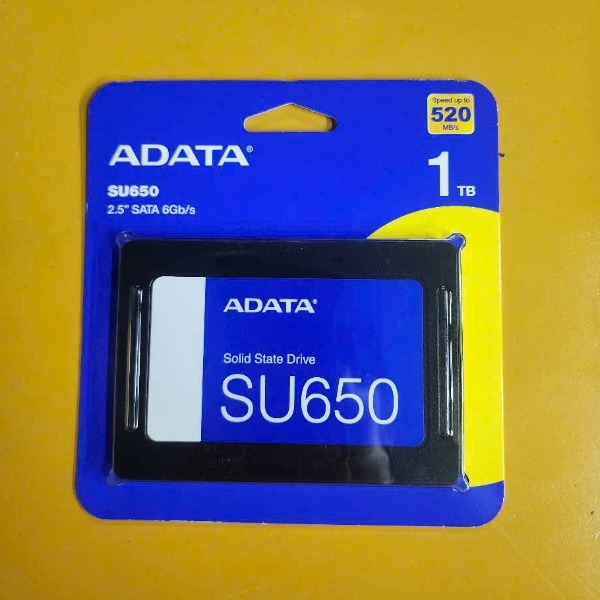 Speed up to
520
MB/s
ADATA®
1 TB
SU650
2.5" SATA 6Gb/s
ADATA®
Solid State Drive
SU650